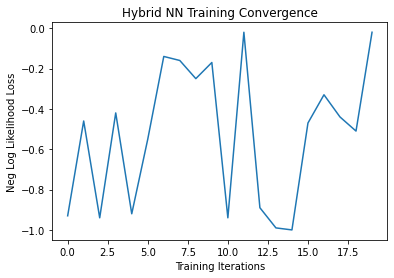 Hybrid NN Training Convergence
0.0
−0.2
−0.4
−0.6
−0.8
−1.0
Neg Log Likelihood Loss
0.0 2.5 5.0 7.5 10.0 12.5 15.0 17.5
Training Iterations